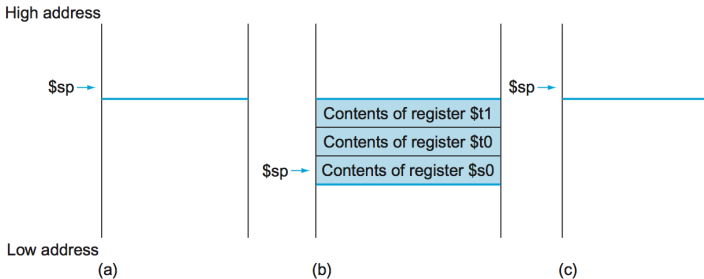 High address
$sp
$sp
Contents of register $t1
Contents of register $t0
$sp
Contents of register $s0
Low address
(a)
(b)
(c)